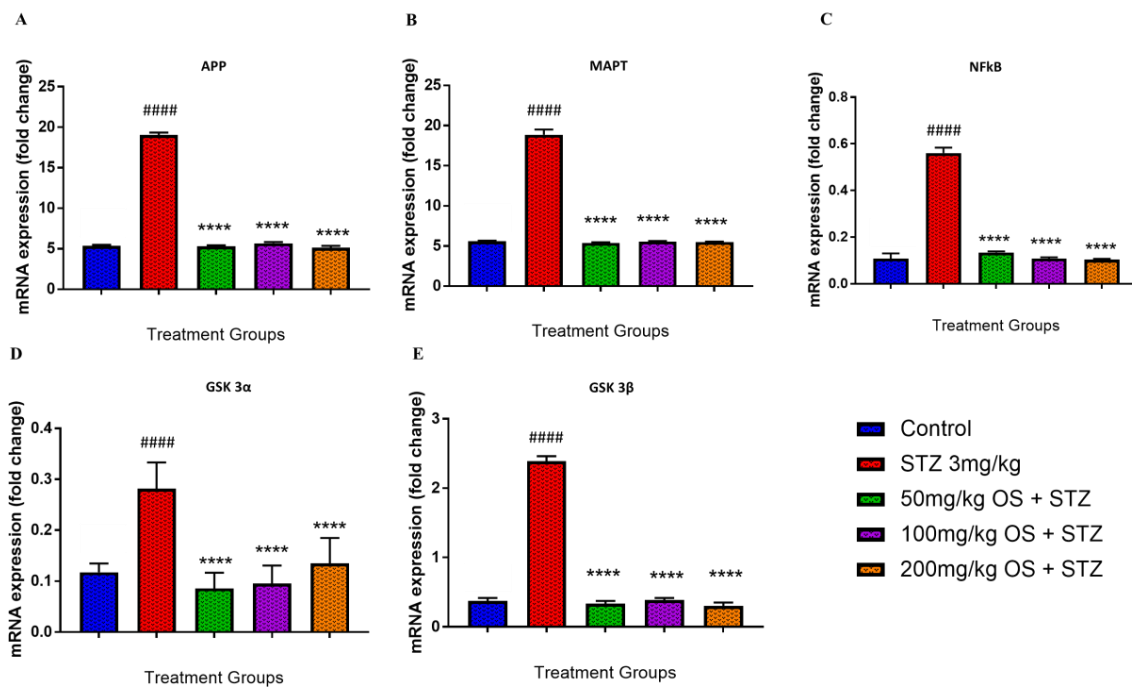 A
APP
mRNA expression (fold change)
25
20
15
10
5
0
####
****
****
****
Treatment Groups
B
MAPT
mRNA expression (fold change)
25
20
15
10
5
0
####
****
****
****
Treatment Groups
C
NFkB
mRNA expression (fold change)
0.8
0.6
0.4
0.2
0.0
####
****
****
****
Treatment Groups
D
GSK 3α
mRNA expression (fold change)
0.4
0.3
0.2
0.1
0.0
####
****
****
****
Treatment Groups
E
GSK 3β
mRNA expression (fold change)
3
2
1
0
####
****
****
****
Treatment Groups
Control
STZ 3mg/kg
50mg/kg OS + STZ
100mg/kg OS + STZ
200mg/kg OS + STZ